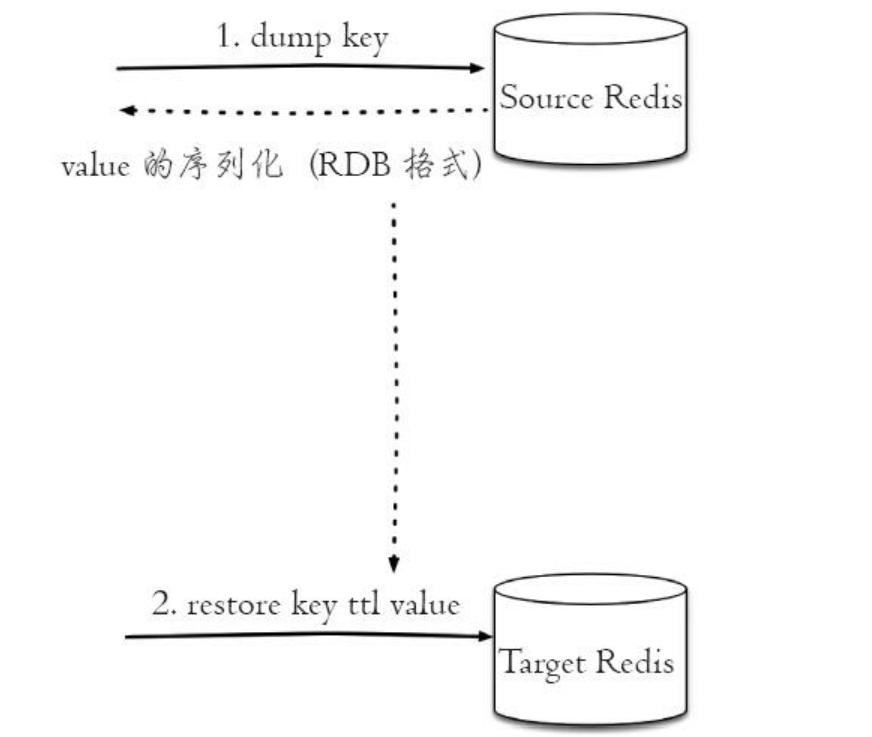 1. dump key
Source Redis
value 的序列化 (RDB 格式)
2. restore key ttl value
Target Redis